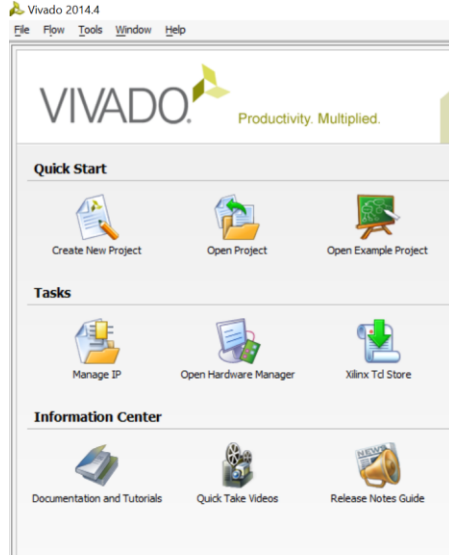 Vivado 2014.4
File Flow Tools Window Help
VIVADO. Productivity. Multiplied.
Quick Start
Create New Project Open Project Open Example Project
Tasks
Manage IP Open Hardware Manager Xilinx Tcl Store
Information Center
NEWS
Documentation and Tutorials Quick Take Videos Release Notes Guide